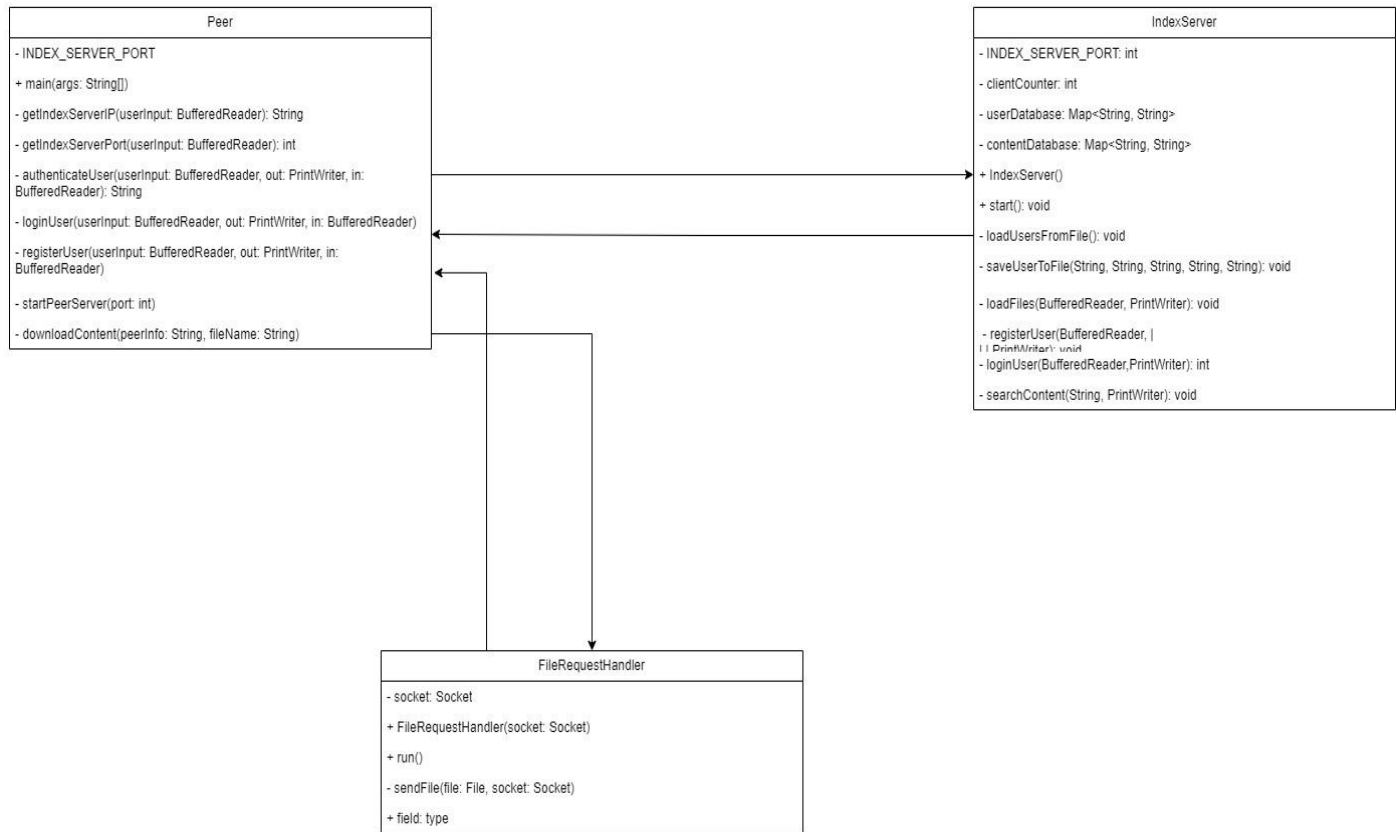 Peer
- INDEX_SERVER_PORT
+ main(args: String[])
- getIndexServerIP(userInput: BufferedReader): String
- getIndexServerPort(userInput: BufferedReader): int
- authenticateUser(userInput: BufferedReader, out: PrintWriter, in:
BufferedReader): String
- loginUser(userInput: BufferedReader, out: PrintWriter, in: BufferedReader)
- registerUser(userInput: BufferedReader, out: PrintWriter, in:
BufferedReader)
- startPeerServer(port: int)
- downloadContent(peerInfo: String, fileName: String)
IndexServer
- INDEX_SERVER_PORT: int
- clientCounter: int
- userDatabase: Map<String, String>
- contentDatabase: Map<String, String>
+ IndexServer()
+ start(): void
- loadUsersFromFile(): void
- saveUserToFile(String, String, String, String, String): void
- loadFiles(BufferedReader, PrintWriter): void
- registerUser(BufferedReader, |
| | PrintWriter): void
- loginUser(BufferedReader,PrintWriter): int
- searchContent(String, PrintWriter): void
FileRequestHandler
- socket: Socket
+ FileRequestHandler(socket: Socket)
+ run()
- sendFile(file: File, socket: Socket)
+ field: type